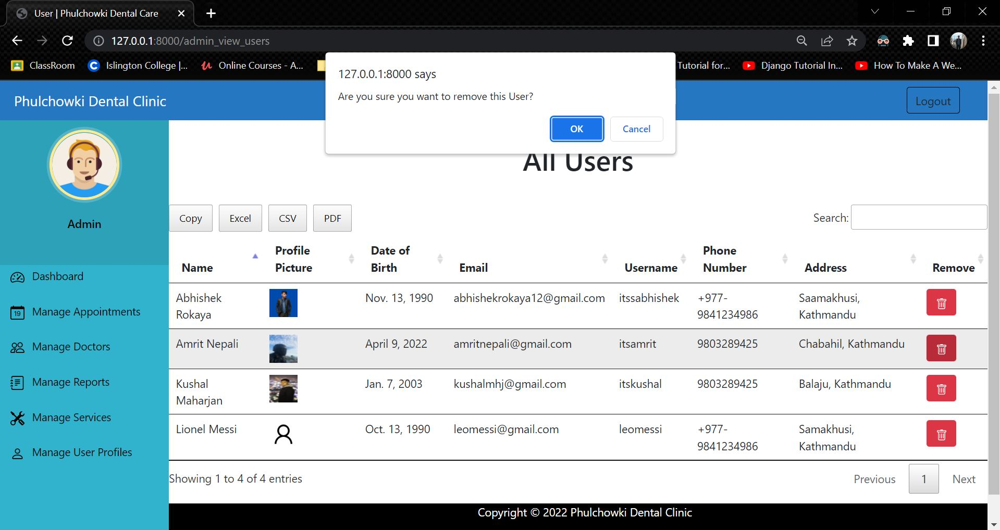 User | Phulchowki Dental Care
127.0.0.1:8000/admin_view_users
ClassRoom
Islington College |...
Online Courses - A...
Tutorial for...
Django Tutorial In...
How To Make A We...
127.0.0.1:8000 says
Are you sure you want to remove this User?
OK
Cancel
Phulchowki Dental Clinic
Logout
Admin
Dashboard
19
Manage Appointments
Manage Doctors
Manage Reports
Manage Services
Manage User Profiles
All Users
Copy
Excel
CSV
PDF
Search:
Name
Profile
Picture
Date of
Birth
Email
Username
Phone
Number
Address
Remove
Abhishek
Rokaya
Nov. 13, 1990
abhishekrokaya12@gmail.com
itssabhishek
+977-
9841234986
Saamakhusi,
Kathmandu
Amrit Nepali
April 9, 2022
amritnepali@gmail.com
itsamrit
9803289425
Chabahil, Kathmandu
Kushal
Maharjan
Jan. 7, 2003
kushalmhj@gmail.com
itskushal
9803289425
Balaju, Kathmandu
Lionel Messi
Oct. 13, 1990
leomessi@gmail.com
leomessi
+977-
9841234986
Samakhusi,
Kathmandu
Showing 1 to 4 of 4 entries
Previous
1
Next
Copyright © 2022 Phulchowki Dental Clinic